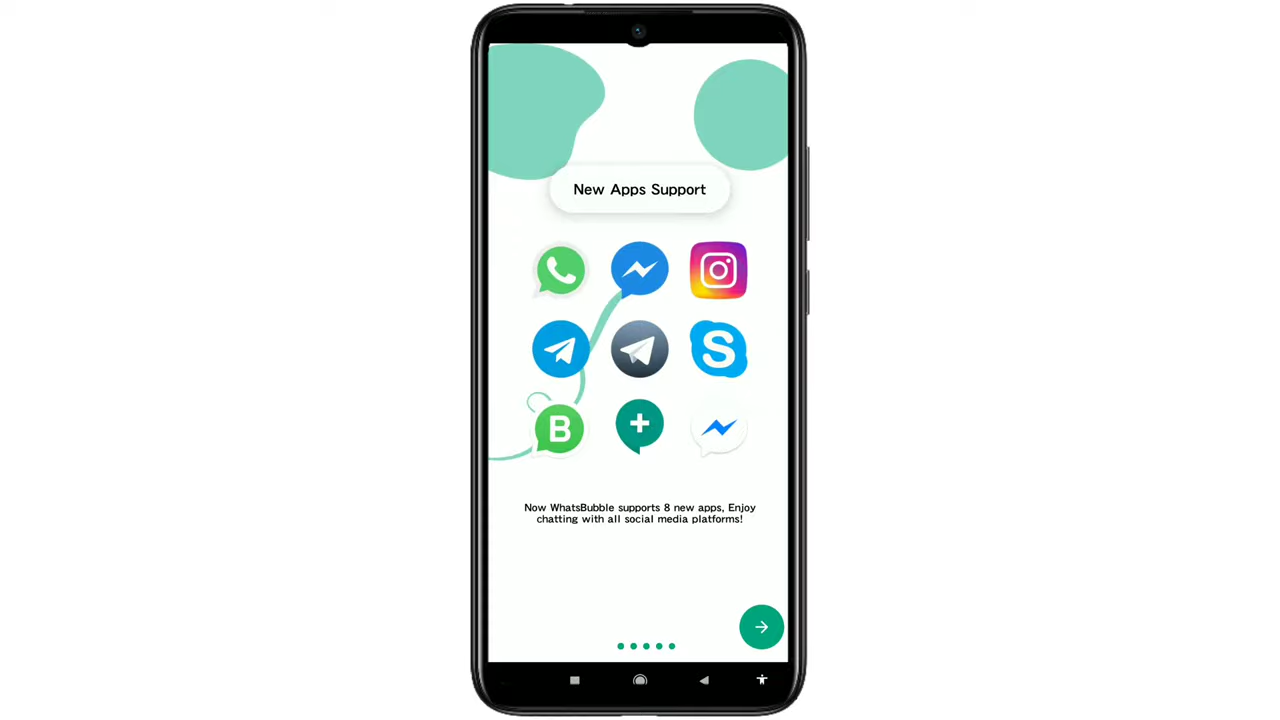 New Apps Support
S
B
Now WhatsBubble supports 8 new apps, Enjoy
chatting with all social media platforms!